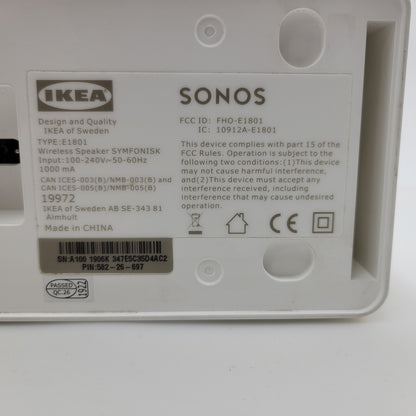 IKEA
Design and Quality
IKEA of Sweden
TYPE:E1801
Wireless Speaker SYMFONISK
Input:100-240V~50-60Hz
1000 mA
CAN ICES-003(B)/NMB-003(B) and
CAN ICES-005(B)/NMB-005(B)
19972
IKEA of Sweden AB SE-343 81
Älmhult
Made in CHINA
SONOS
FCC ID: FHO-E1801
IC: 10912A-E1801
This device complies with part 15 of the
FCC Rules. Operation is subject to the
following two conditions:(1)This device
may not cause harmful interference,
and(2)This device must accept any
interference received, including
interference that may cause undesired
operation.
CE
SN:A100 1906K 347E5C35D4AC2
PIN:582-26-697
PASSED
QC.26
1922